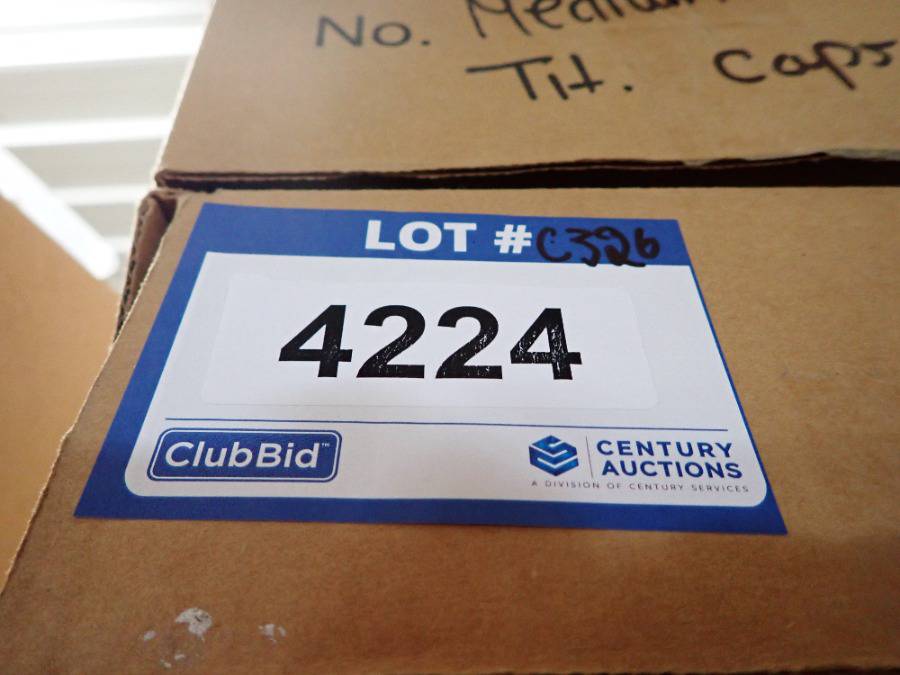 No. Medium
Tit. Caps
LOT # C326
4224
ClubBid™
CENTURY
AUCTIONS
A DIVISION OF CENTURY SERVICES